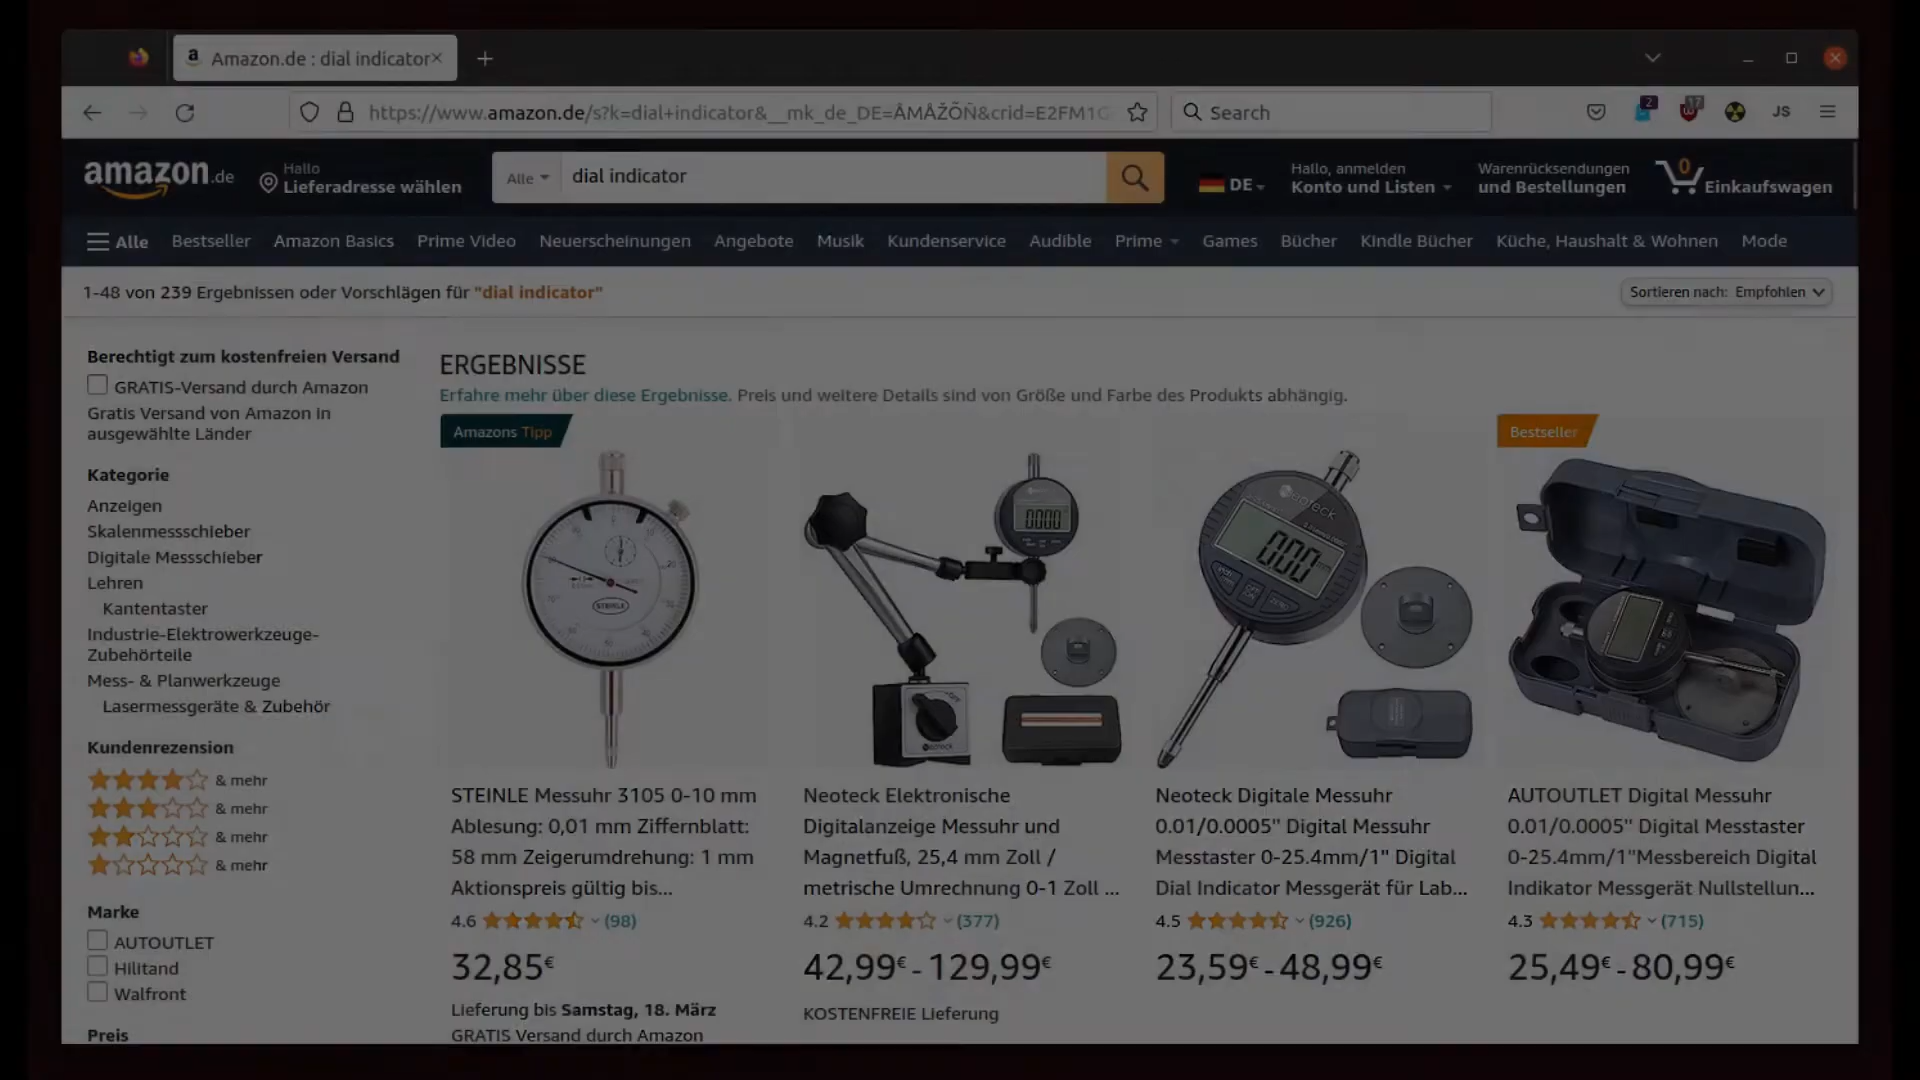 Amazon.de : dial indicator
https://www.amazon.de/s?k=dial+indicator&__mk_de_DE=ÅMÅŽÕÑ&crid=E2FM1G
Search
2
17
JS
amazon.de
Hallo
Lieferadresse wählen
Alle
dial indicator
DE
Hallo, anmelden
Konto und Listen
Warenrücksendungen
und Bestellungen
0
Einkaufswagen
Alle
Bestseller
Amazon Basics
Prime Video
Neuerscheinungen
Angebote
Musik
Kundenservice
Audible
Prime
Games
Bücher
Kindle Bücher
Küche, Haushalt & Wohnen
Mode
1-48 von 239 Ergebnissen oder Vorschlägen für "dial indicator"
Sortieren nach: Empfohlen
Berechtigt zum kostenfreien Versand
GRATIS-Versand durch Amazon
Gratis Versand von Amazon in
ausgewählte Länder
Kategorie
Anzeigen
Skalenmessschieber
Digitale Messschieber
Lehren
Kantentaster
Industrie-Elektrowerkzeuge-
Zubehörteile
Mess- & Planwerkzeuge
Lasermessgeräte & Zubehör
Kundenrezension
& mehr
& mehr
& mehr
& mehr
Marke
AUTOUTLET
Hilitand
Walfront
Preis
ERGEBNISSE
Erfahre mehr über diese Ergebnisse. Preis und weitere Details sind von Größe und Farbe des Produkts abhängig.
Amazons Tipp
STEINLE
STEINLE Messuhr 3105 0-10 mm
Ablesung: 0,01 mm Ziffernblatt:
58 mm Zeigerumdrehung: 1 mm
Aktionspreis gültig bis...
4.6 (98)
32,85€
Lieferung bis Samstag, 18. März
GRATIS Versand durch Amazon
0.000
Neoteck Elektronische
Digitalanzeige Messuhr und
Magnetfuß, 25,4 mm Zoll /
metrische Umrechnung 0-1 Zoll ...
4.2 (377)
42,99€ - 129,99€
KOSTENFREIE Lieferung
Neoteck
0.00
Neoteck Digitale Messuhr
0.01/0.0005'' Digital Messuhr
Messtaster 0-25.4mm/1'' Digital
Dial Indicator Messgerät für Lab...
4.5 (926)
23,59€ - 48,99€
Bestseller
AUTOUTLET Digital Messuhr
0.01/0.0005'' Digital Messtaster
0-25.4mm/1''Messbereich Digital
Indikator Messgerät Nullstellun...
4.3 (715)
25,49€ - 80,99€